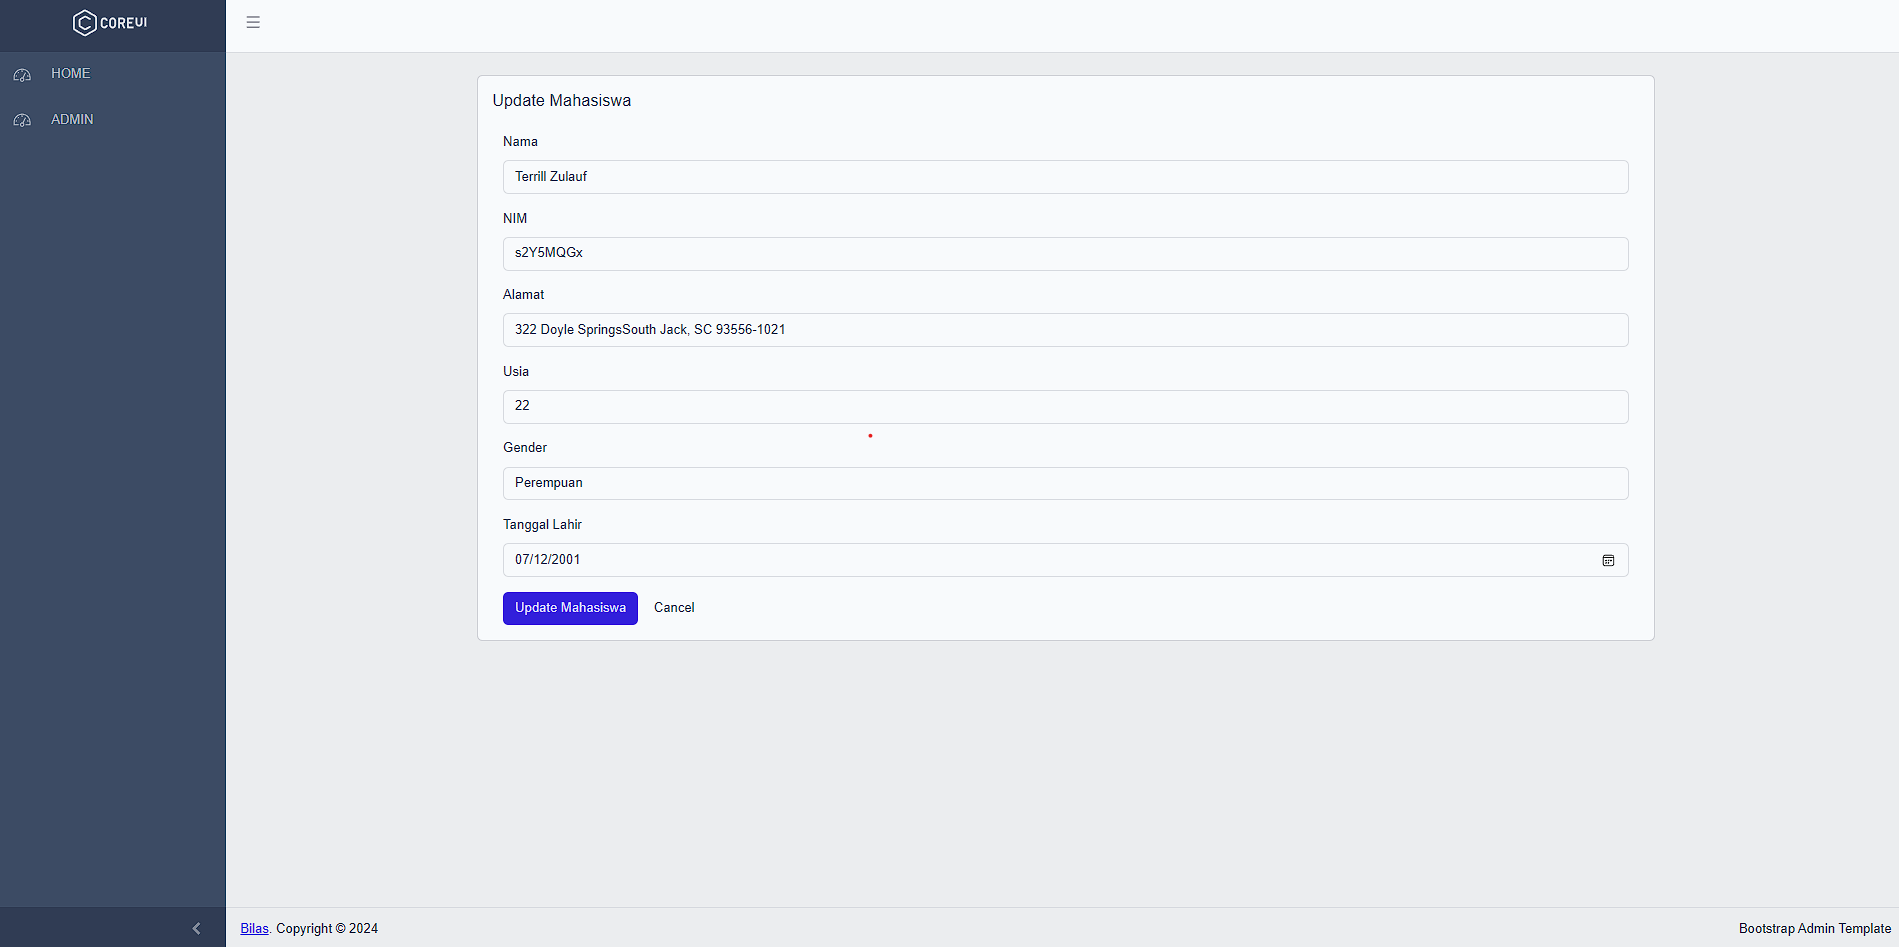 COREUI
HOME
ADMIN
Update Mahasiswa
Nama
Terrill Zulauf
NIM
s2Y5MQGx
Alamat
322 Doyle SpringsSouth Jack, SC 93556-1021
Usia
22
Gender
Perempuan
Tanggal Lahir
07/12/2001
Update Mahasiswa Cancel
Bilas. Copyright © 2024
Bootstrap Admin Template